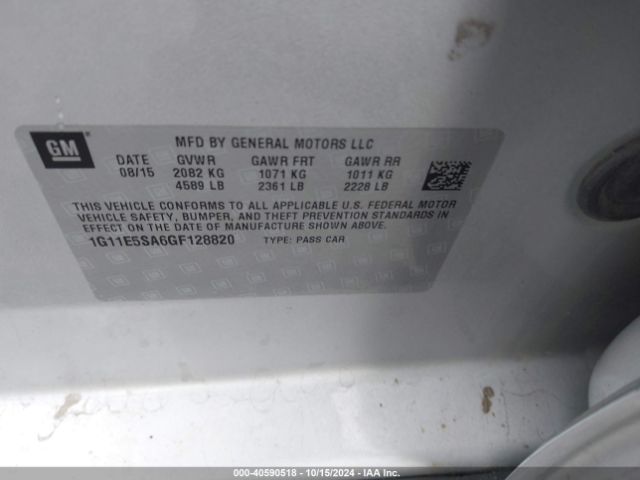 GM
MFD BY GENERAL MOTORS LLC
DATE GVWR GAWR FRT GAWR RR
08/15 2082 KG 1071 KG 1011 KG
4589 LB 2361 LB 2228 LB
THIS VEHICLE CONFORMS TO ALL APPLICABLE U.S. FEDERAL MOTOR
VEHICLE SAFETY, BUMPER, AND THEFT PREVENTION STANDARDS IN
EFFECT ON THE DATE OF MANUFACTURE SHOWN ABOVE.
1G11E5SA6GF128820 TYPE: PASS CAR
000-40590518 | 10/15/2024 | IAA Inc.